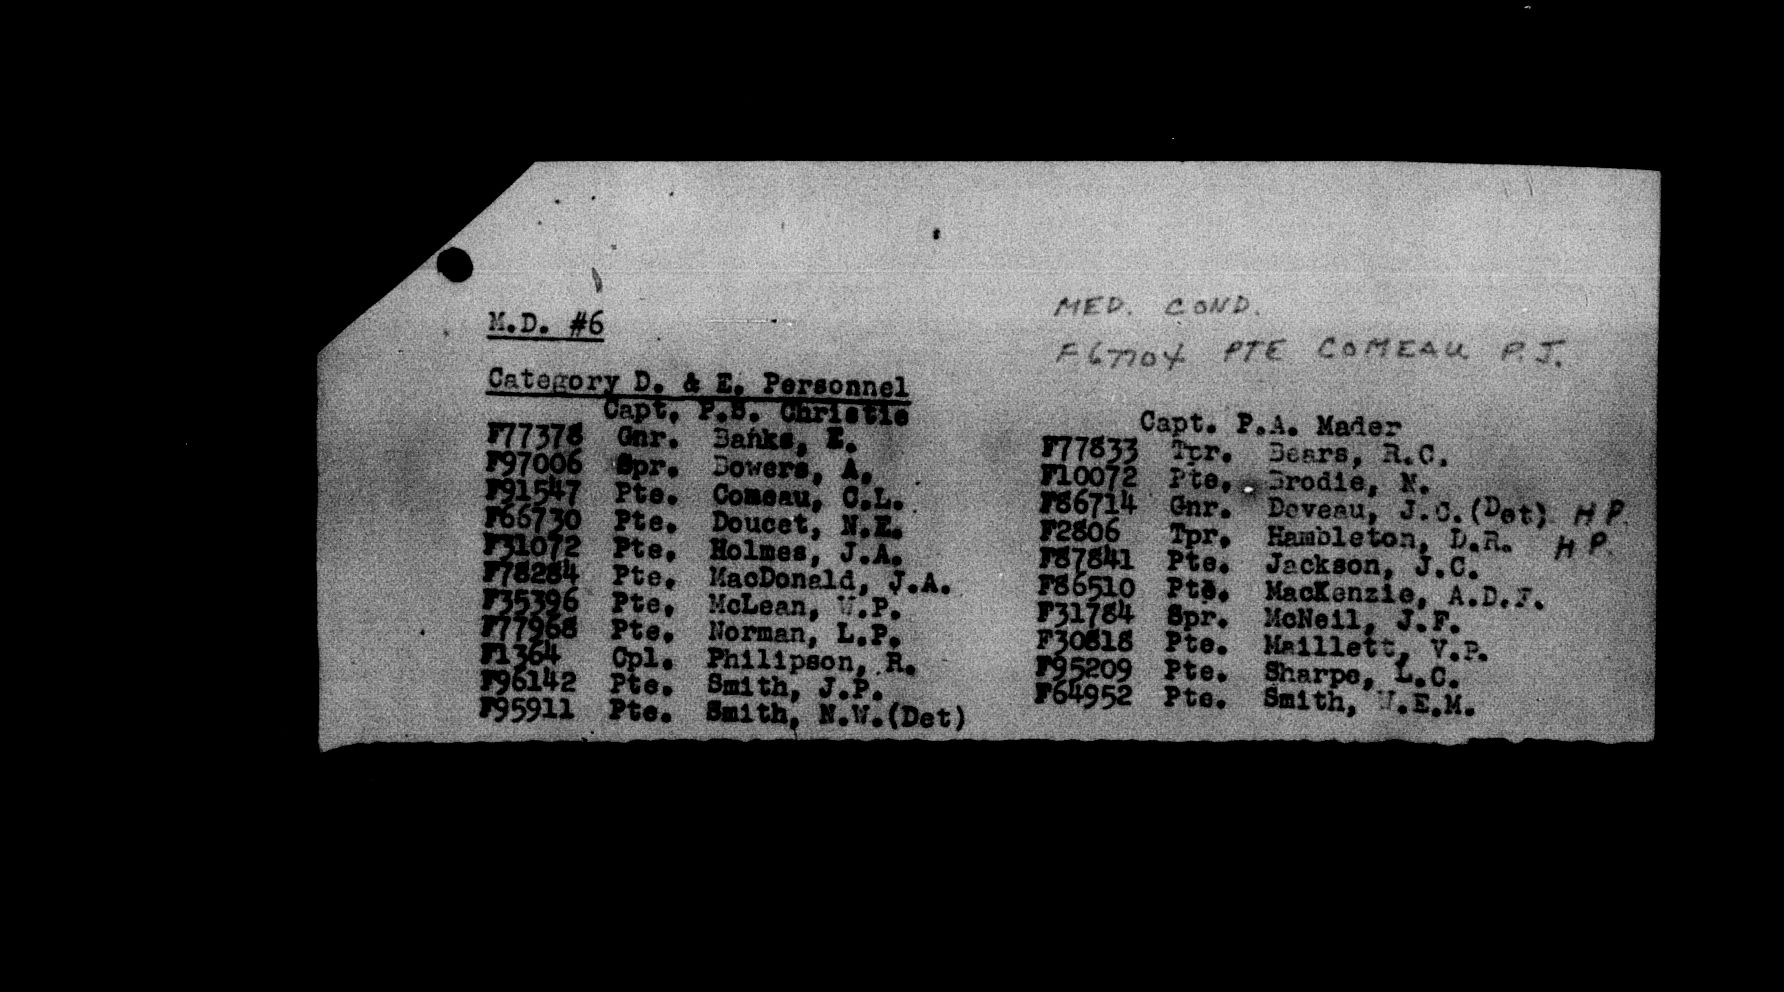 M.D. #6
MED. COND.
F67704 PTE COMEAU P.J.
Category D. & E. Personnel
Capt. P.B. Christie
F77378 Gnr. Banks, E.
F97006 Spr. Bowers, A.
F91547 Pte. Comeau, C.L.
F66730 Pte. Doucet, N.E.
F31072 Pte. Holmes, J.A.
F78284 Pte. MacDonald, J.A.
F35396 Pte. McLean, W.P.
F77968 Pte. Norman, L.P.
F1364 Cpl. Philipson, R.
F96142 Pte. Smith, J.P.
F95911 Pte. Smith, N.W.(Det)
Capt. P.A. Mader
F77833 Tpr. Bears, R.C.
F10072 Pte. Brodie, N.
F86714 Gnr. Deveau, J.C.(Det) H P.
F2806 Tpr. Hambleton, D.R. H P.
F87841 Pte. Jackson, J.C.
F86510 Pte. MacKenzie, A.D.F.
F31784 Spr. McNeil, J.F.
F30818 Pte. Maillett, V.P.
F95209 Pte. Sharpe, L.C.
F64952 Pte. Smith, W.E.M.